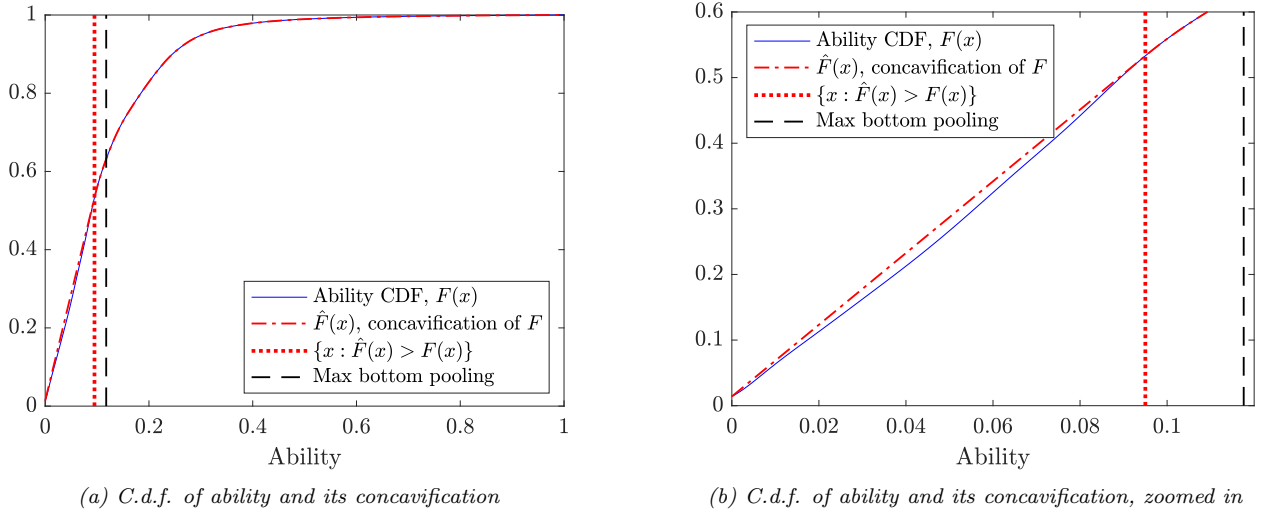 1
0.8
0.6
0.4
0.2
0
0
0.2
0.4
0.6
0.8
1
Ability
Ability CDF, F(x)
F̂(x), concavification of F
{x : F̂(x) > F(x)}
Max bottom pooling
(a) C.d.f. of ability and its concavification
0.6
0.5
0.4
0.3
0.2
0.1
0
0
0.02
0.04
0.06
0.08
0.1
Ability
Ability CDF, F(x)
F̂(x), concavification of F
{x : F̂(x) > F(x)}
Max bottom pooling
(b) C.d.f. of ability and its concavification, zoomed in